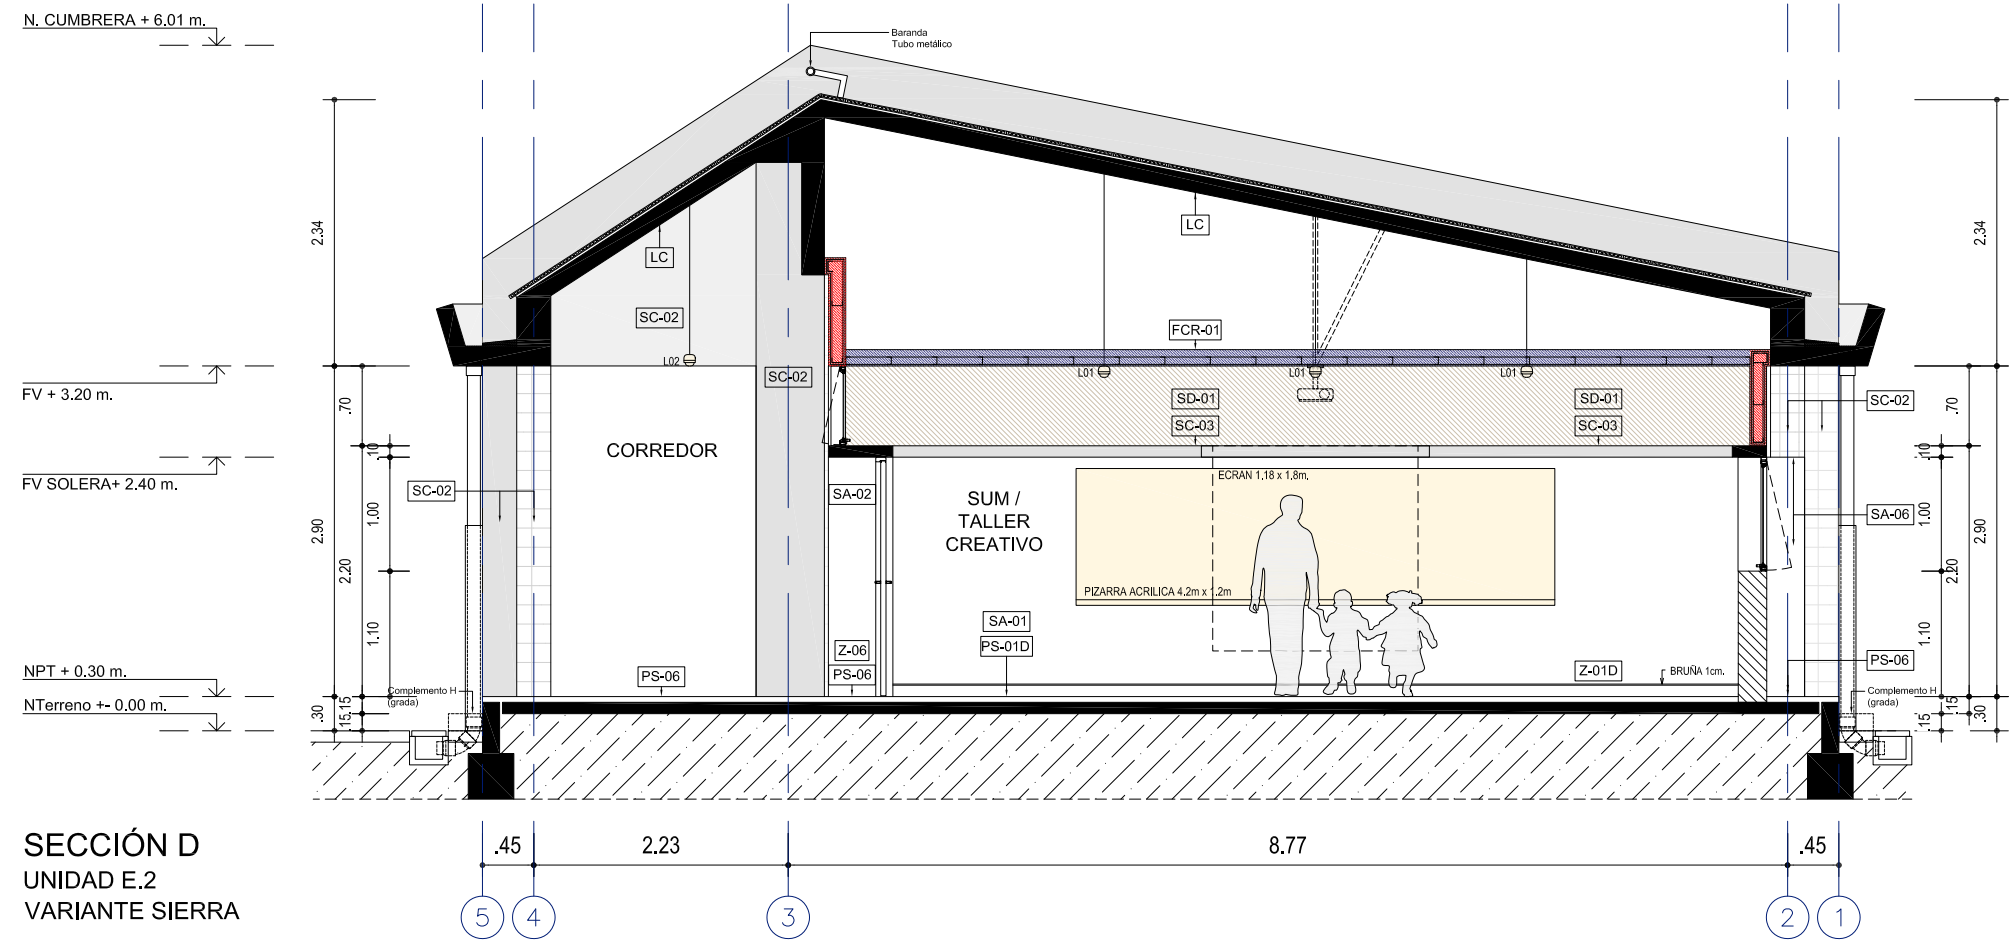 N. CUMBRERA + 6.01 m.
Baranda
Tubo metálico
2.34
2.34
LC
LC
SC-02
FCR-01
L02
SC-02
L01
L01
L01
FV + 3.20 m.
SD-01
SD-01
SC-02
.70
.70
SC-03
SC-03
CORREDOR
.10
.10
FV SOLERA+ 2.40 m.
ECRAN 1.18 x 1.8m.
SC-02
SA-02
SUM /
TALLER
CREATIVO
SA-06
1.00
1.00
2.90
2.90
2.20
2.20
PIZARRA ACRILICA 4.2m x 1.2m
SA-01
1.10
1.10
PS-01D
Z-06
PS-06
NPT + 0.30 m.
PS-06
PS-06
Z-01D
BRUÑA 1cm.
Complemento H
(grada)
Complemento H
(grada)
NTerreno +- 0.00 m.
.30
.15
.15
.15
.15
.30
SECCIÓN D
UNIDAD E.2
VARIANTE SIERRA
.45
2.23
8.77
.45
5
4
3
2
1